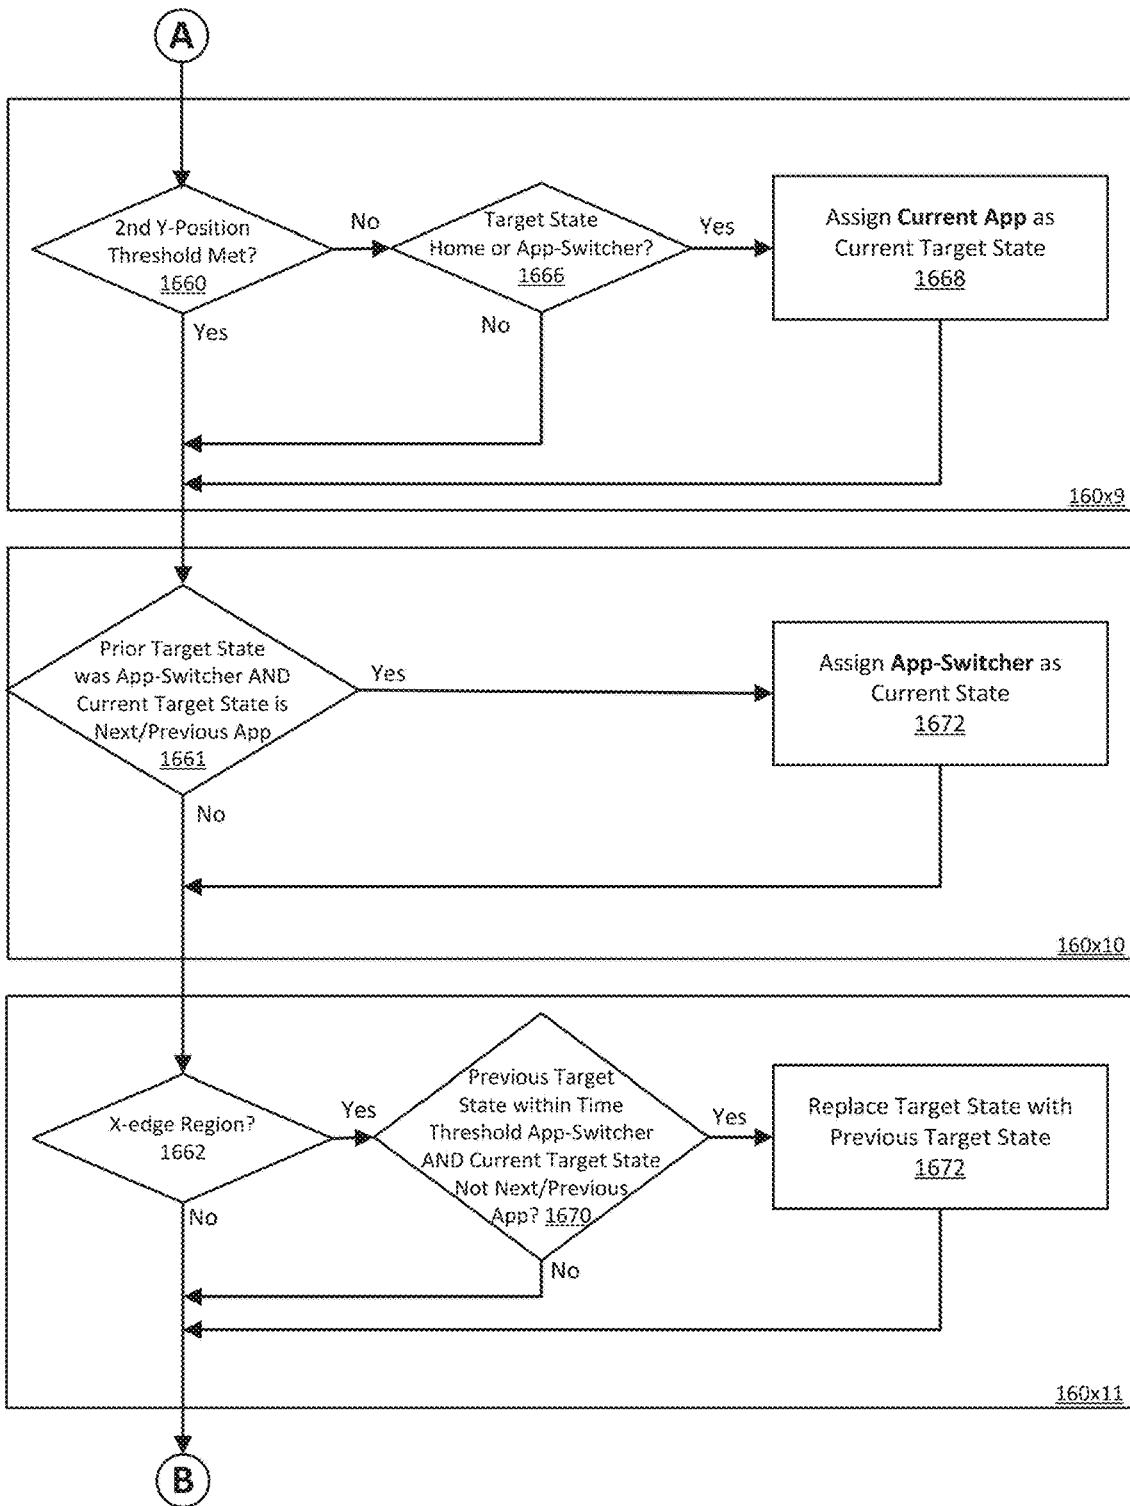 A
2nd Y-Position
Threshold Met?
1660
No
Yes
Target State
Home or App-Switcher?
1666
Yes
No
Assign Current App as
Current Target State
1668
160x9
Prior Target State
was App-Switcher AND
Current Target State is
Next/Previous App
1661
Yes
No
Assign App-Switcher as
Current State
1672
160x10
X-edge Region?
1662
Yes
No
Previous Target
State within Time
Threshold App-Switcher
AND Current Target State
Not Next/Previous
App? 1670
Yes
No
Replace Target State with
Previous Target State
1672
160x11
B